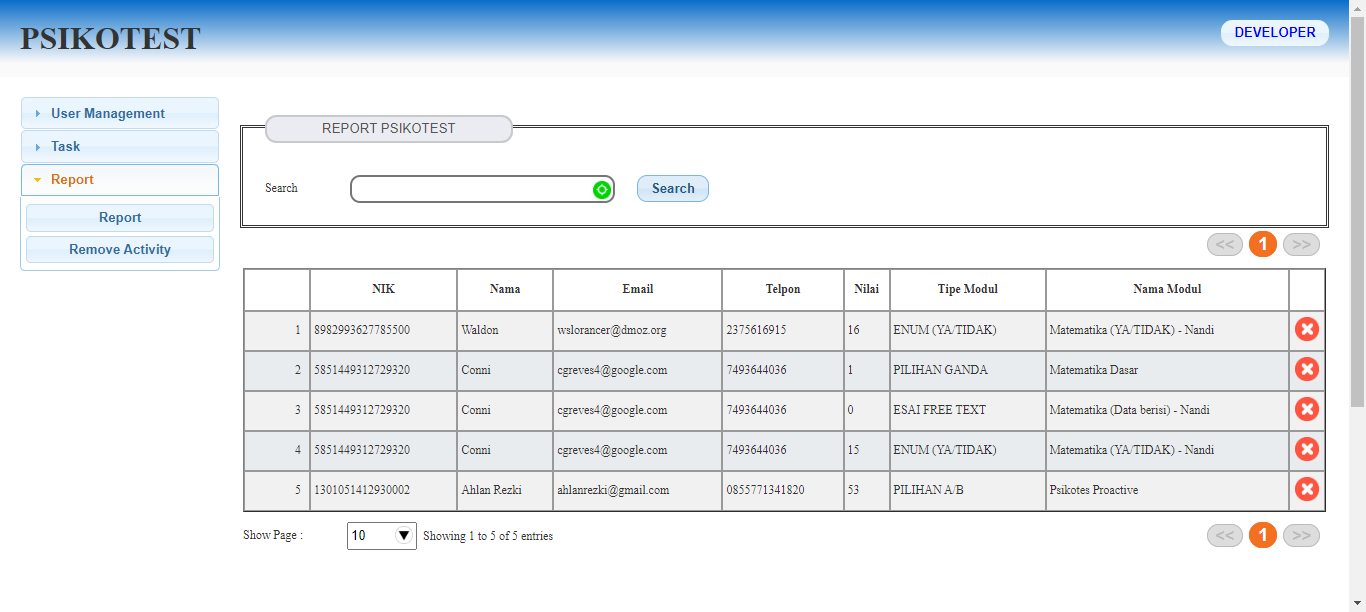 PSIKOTEST
DEVELOPER
User Management
Task
Report
Report
Remove Activity
REPORT PSIKOTEST
Search
Search
<< 1 >>
NIK Nama Email Telpon Nilai Tipe Modul Nama Modul
1 8982993627785500 Waldon wslorancer@dmoz.org 2375616915 16 ENUM (YA/TIDAK) Matematika (YA/TIDAK) - Nandi
2 5851449312729320 Conni cgreves4@google.com 7493644036 1 PILIHAN GANDA Matematika Dasar
3 5851449312729320 Conni cgreves4@google.com 7493644036 0 ESAI FREE TEXT Matematika (Data berisi) - Nandi
4 5851449312729320 Conni cgreves4@google.com 7493644036 15 ENUM (YA/TIDAK) Matematika (YA/TIDAK) - Nandi
5 1301051412930002 Ahlan Rezki ahlanrezki@gmail.com 0855771341820 53 PILIHAN A/B Psikotes Proactive
Show Page : 10 Showing 1 to 5 of 5 entries
<< 1 >>